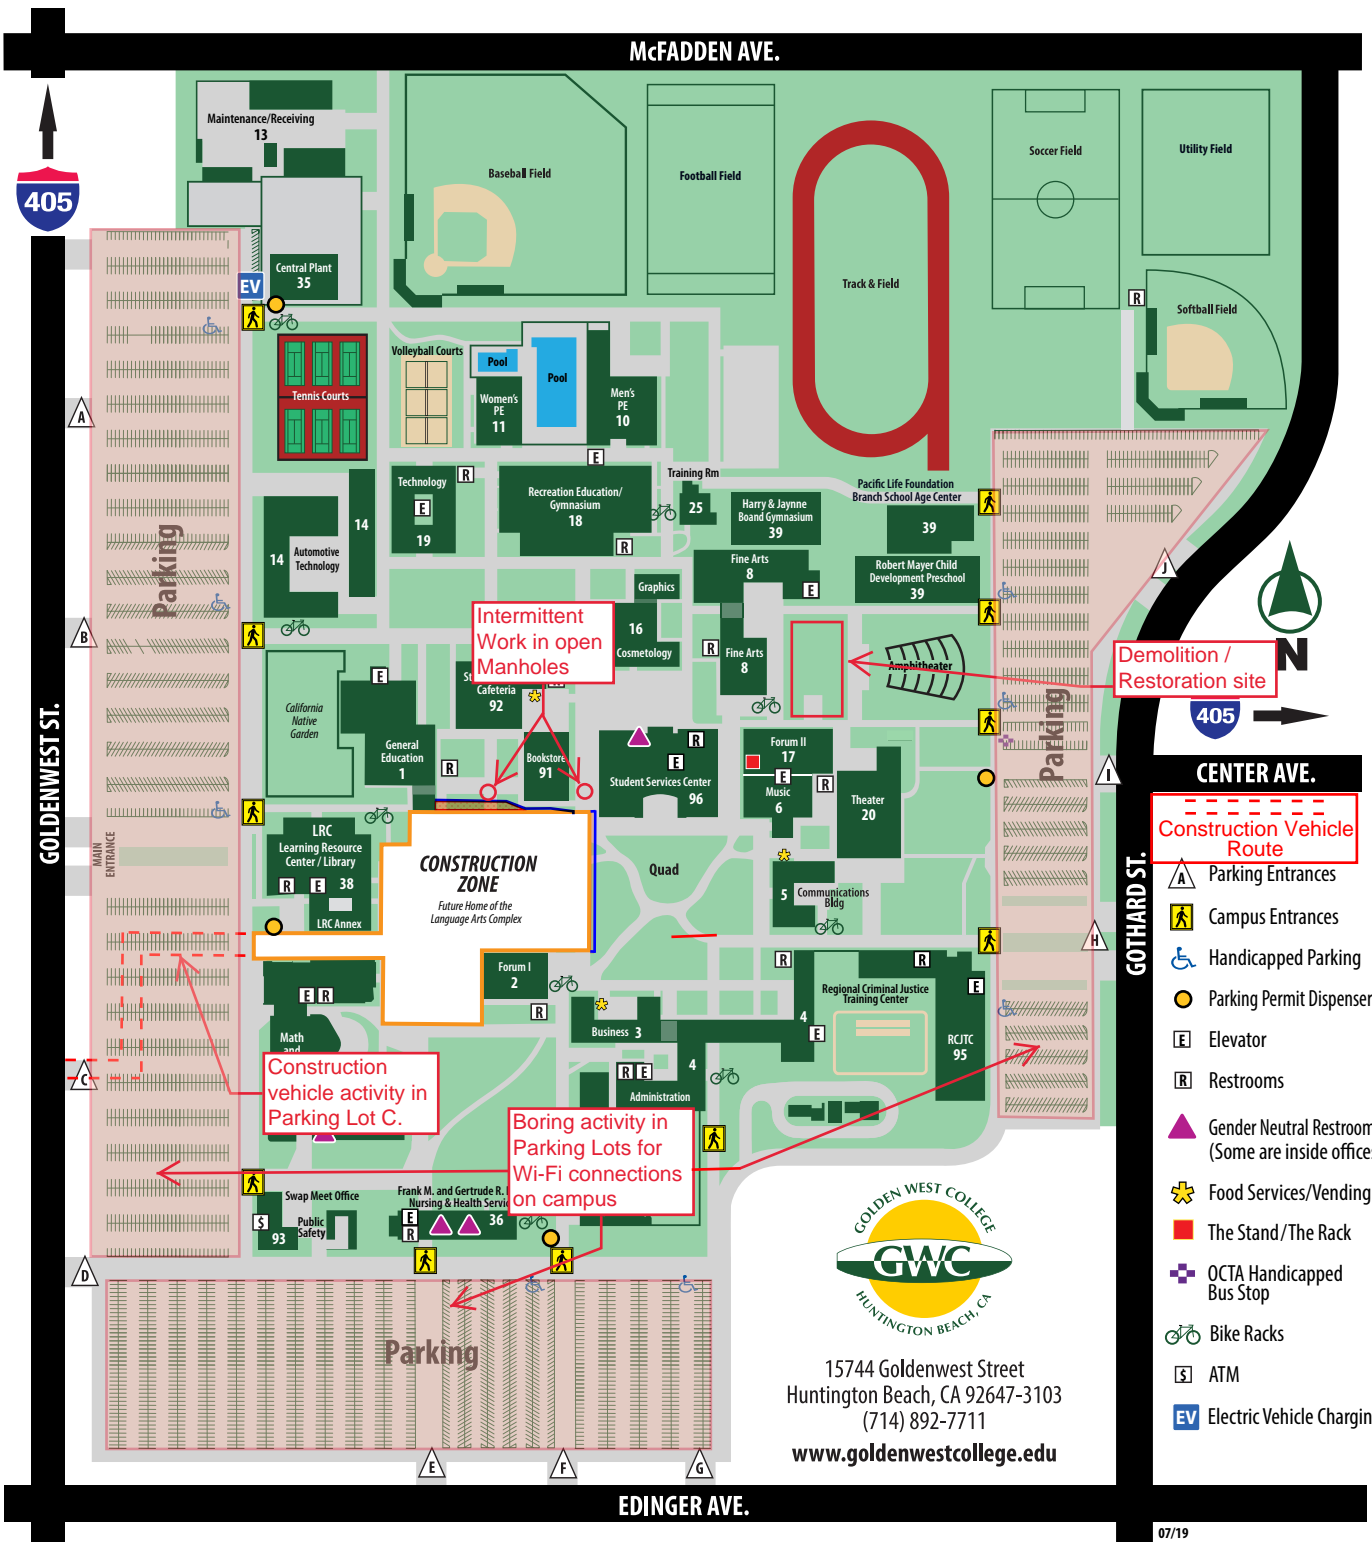 McFADDEN AVE.
405
Maintenance/Receiving
13
Baseball Field
Football Field
Soccer Field
Utility Field
Track & Field
Softball Field
R
Central Plant
35
EV
Tennis Courts
Volleyball Courts
Pool
Pool
Women's
PE
11
Men's
PE
10
A
Parking
14
14
Automotive
Technology
Technology
E
19
R
E
Recreation Education/
Gymnasium
18
R
Training Rm
25
Harry & Jaynne
Boand Gymnasium
39
Pacific Life Foundation
Branch School Age Center
39
Robert Mayer Child
Development Preschool
39
Fine Arts
8
E
Fine Arts
8
R
Graphics
16
Cosmetology
J
B
Intermittent
Work in open
Manholes
Demolition /
Restoration site
Amphitheater
N
405
California
Native
Garden
E
General
Education
1
R
St
Cafeteria
92
Bookstore
91
R
E
Student Services Center
96
Forum II
17
E
Music
6
R
Theater
20
Parking
I
CENTER AVE.
GOLDENWEST ST.
MAIN
ENTRANCE
LRC
Learning Resource
Center / Library
R
E
38
LRC Annex
CONSTRUCTION
ZONE
Future Home of the
Language Arts Complex
Quad
5
Communications
Bldg
H
GOTHARD ST.
Construction Vehicle
Route
A
Parking Entrances
Campus Entrances
Handicapped Parking
Parking Permit Dispenser
E
Elevator
R
Restrooms
Gender Neutral Restroom
(Some are inside office
Food Services/Vending
The Stand/The Rack
OCTA Handicapped
Bus Stop
Bike Racks
$
ATM
EV
Electric Vehicle Chargin
E
R
Math
and
Forum I
2
R
Business 3
4
4
R
E
Administration
R
R
E
E
Regional Criminal Justice
Training Center
RCJTC
95
C
Construction
vehicle activity in
Parking Lot C.
Boring activity in
Parking Lots for
Wi-Fi connections
on campus
Swap Meet Office
$
93
Public
Safety
Frank M. and Gertrude R.
Nursing & Health Servic
E
R
36
D
Parking
E
F
G
GOLDEN WEST COLLEGE
GWC
HUNTINGTON BEACH, CA
15744 Goldenwest Street
Huntington Beach, CA 92647-3103
(714) 892-7711
www.goldenwestcollege.edu
EDINGER AVE.
07/19